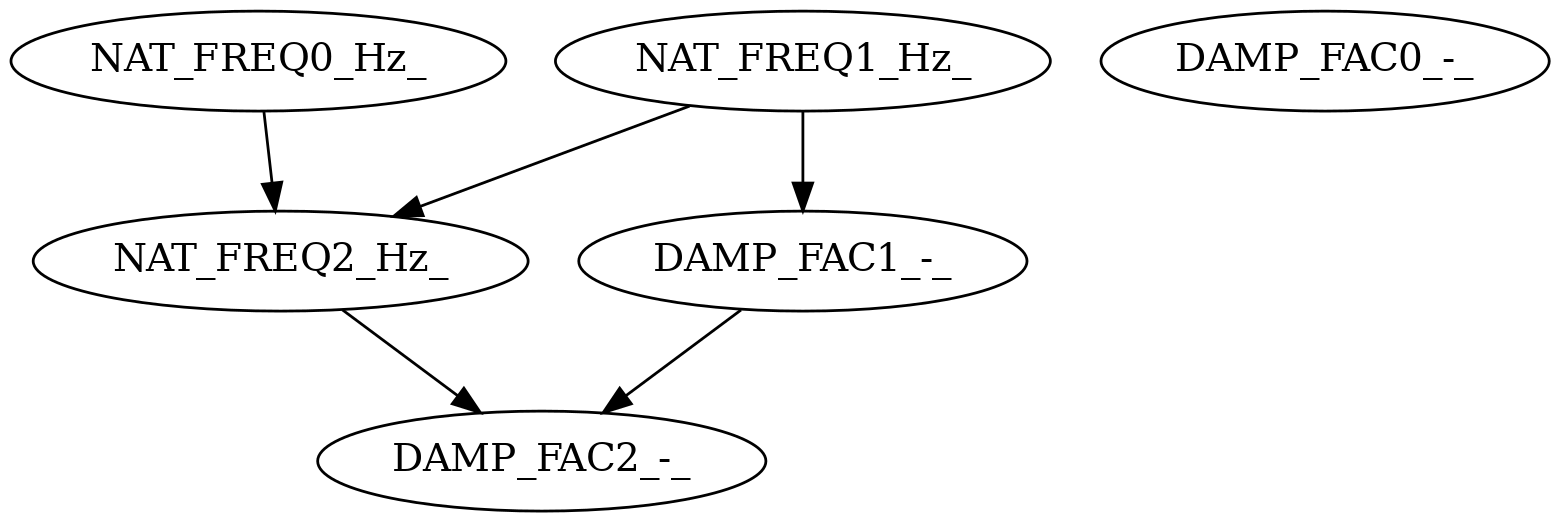 NAT_FREQ0_Hz_
NAT_FREQ1_Hz_
DAMP_FAC0_-_
NAT_FREQ2_Hz_
DAMP_FAC1_-_
DAMP_FAC2_-_